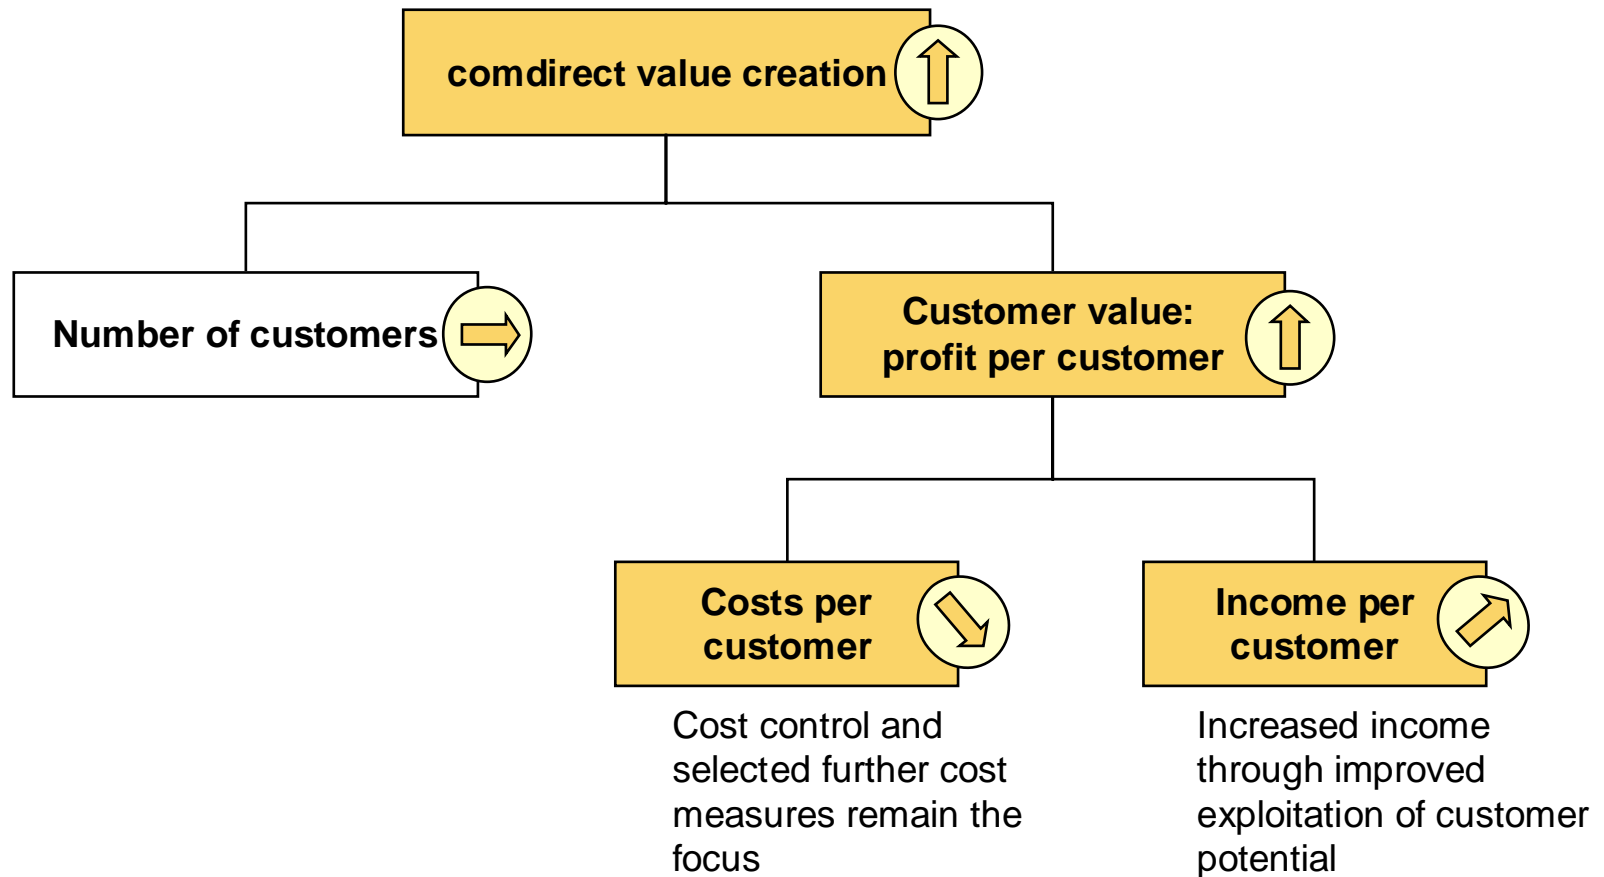 comdirect value creation
Number of customers
Customer value:
profit per customer
Costs per
customer
Income per
customer
Cost control and
selected further cost
measures remain the
focus
Increased income
through improved
exploitation of customer
potential